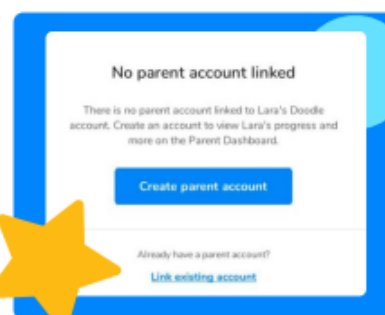 No parent account linked
There is no parent account linked to Lara's Doodle
account. Create an account to view Lara's progress and
more on the Parent Dashboard.
Create parent account
Already have a parent account?
Link existing account